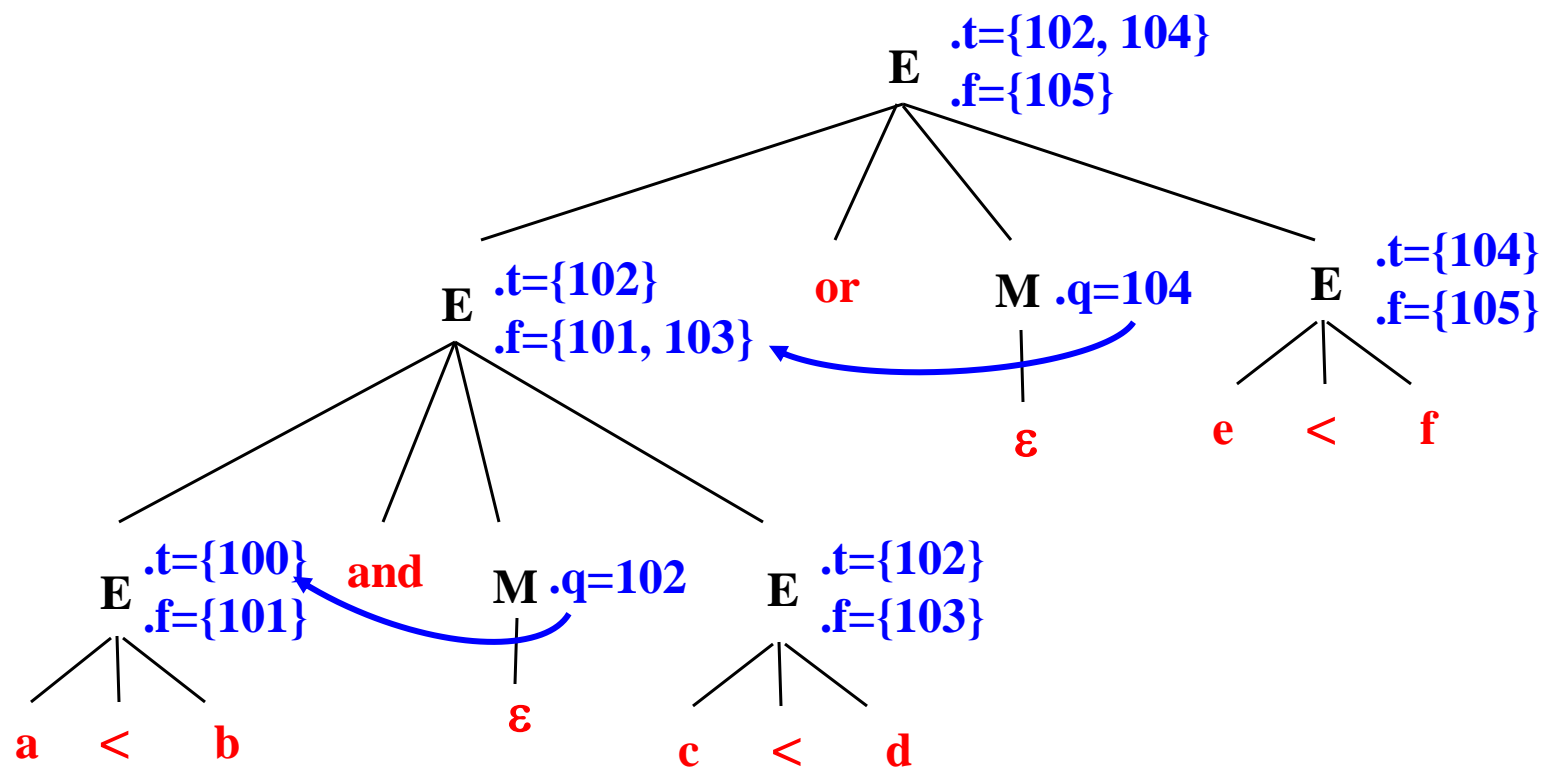 E .t={102, 104}
.f={105}
E .t={102}
.f={101, 103}
or
M .q=104
E .t={104}
.f={105}
ε
e < f
E .t={100}
.f={101}
and
M .q=102
E .t={102}
.f={103}
a < b
ε
c < d